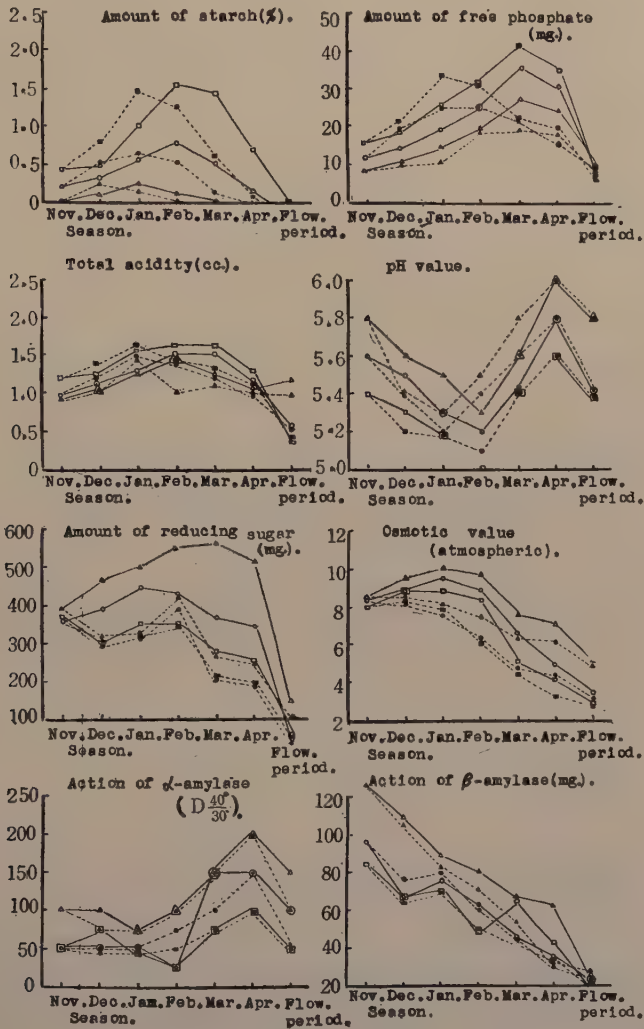 Amount of starch(%).
2.5
2.0
1.5
1.0
0.5
0
Nov. Dec. Jan. Feb. Mar. Apr. Flow.
Season. period.
Amount of free phosphate
(mg.).
50
40
30
20
10
0
Nov. Dec. Jan. Feb. Mar. Apr. Flow.
Season. period.
Total acidity(cc.).
2.5
2.0
1.5
1.0
0.5
0
Nov. Dec. Jan. Feb. Mar. Apr. Flow.
Season. period.
pH value.
6.0
5.8
5.6
5.4
5.2
5.0
Nov. Dec. Jan. Feb. Mar. Apr. Flow.
Season. period.
Amount of reducing sugar
(mg.).
600
500
400
300
200
100
Nov. Dec. Jan. Feb. Mar. Apr.
Season. Flow.
period.
Osmotic value
(atmospheric).
12
10
8
6
4
2
Nov. Dec. Jan. Feb. Mar. Apr. Flow.
Season. period.
Action of α-amylase
(D 40°/30').
250
200
150
100
50
0
Nov. Dec. Jam. Feb. Mar. Apr. Flow.
Season. period.
Action of β-amylase(mg.).
120
100
80
60
40
20
Nov. Dec. Jan. Feb. Mar. Apr. Flow.
Season. period.